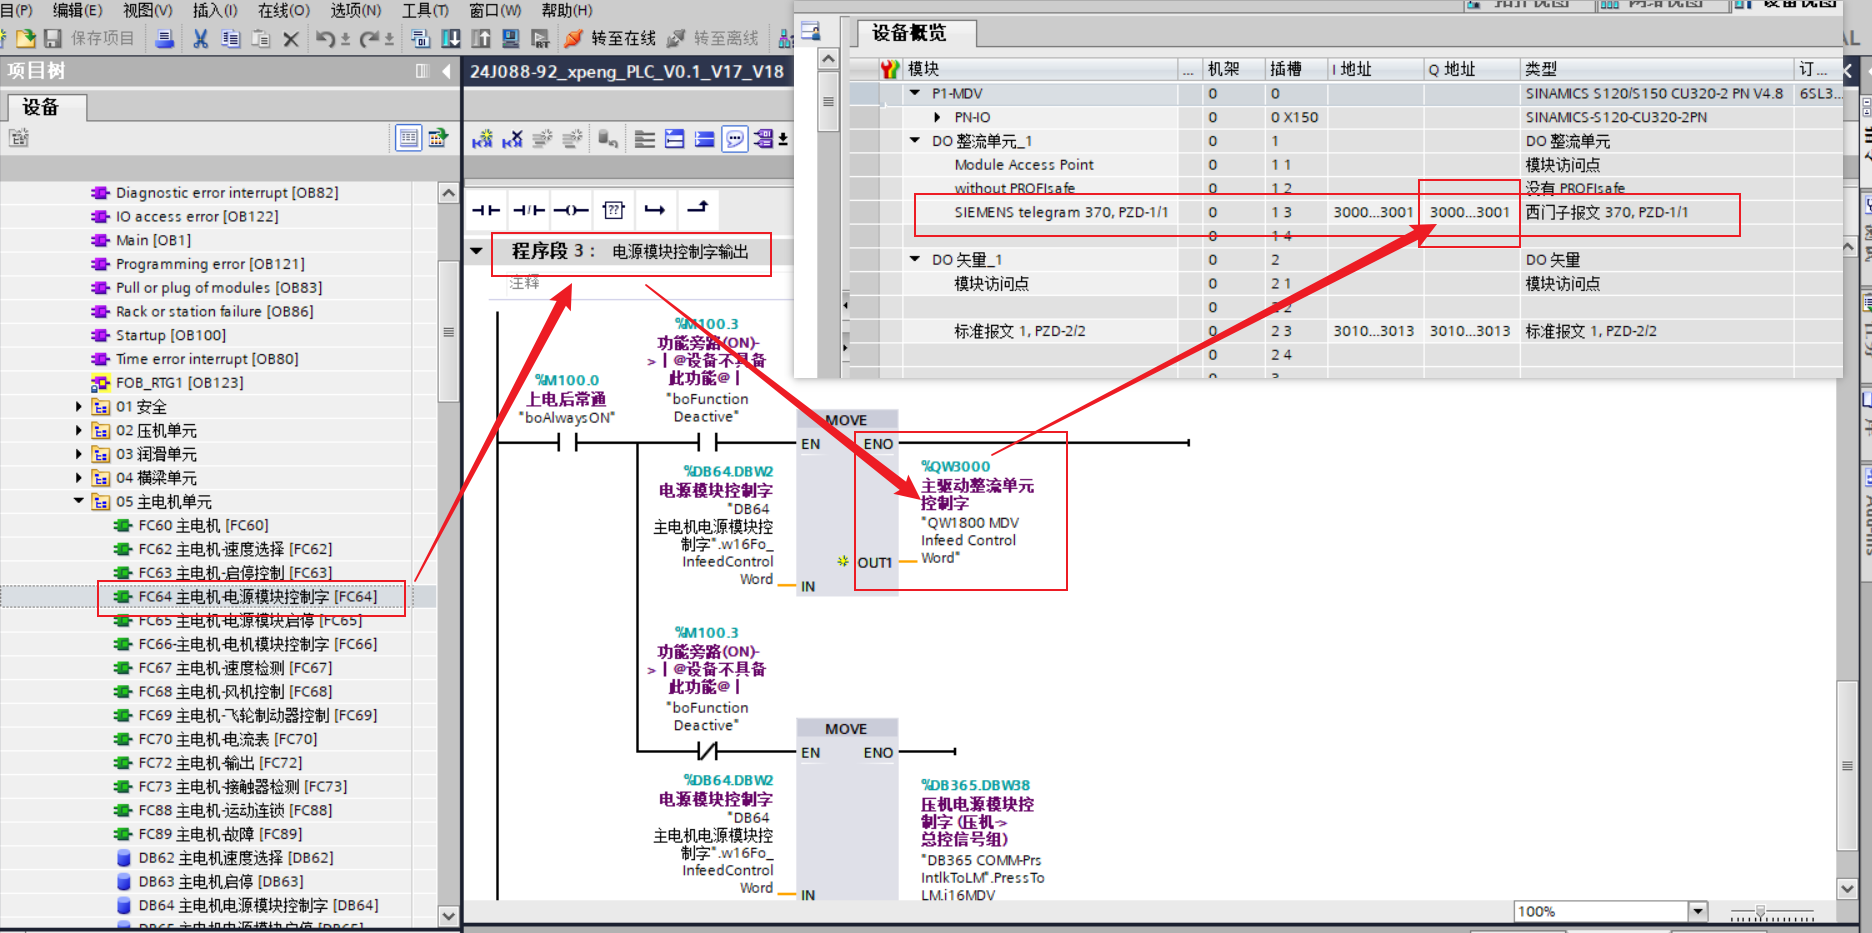 目(P) 编辑(E) 视图(V) 插入(I) 在线(O) 选项(N) 工具(T) 窗口(W) 帮助(H)
保存项目 转至在线 转至离线
项目树
设备
Diagnostic error interrupt [OB82]
IO access error [OB122]
Main [OB1]
Programming error [OB121]
Pull or plug of modules [OB83]
Rack or station failure [OB86]
Startup [OB100]
Time error interrupt [OB80]
FOB_RTG1 [OB123]
01 安全
02 压机单元
03 润滑单元
04 横梁单元
05 主电机单元
FC60 主电机 [FC60]
FC62 主电机-速度选择 [FC62]
FC63 主电机-启停控制 [FC63]
FC64 主电机-电源模块控制字 [FC64]
FC65 主电机-电源模块启停 [FC65]
FC66-主电机-电机模块控制字 [FC66]
FC67 主电机-速度检测 [FC67]
FC68 主电机-风机控制 [FC68]
FC69 主电机-飞轮制动器控制 [FC69]
FC70 主电机-电流表 [FC70]
FC72 主电机-输出 [FC72]
FC73 主电机-接触器检测 [FC73]
FC88 主电机-运动连锁 [FC88]
FC89 主电机-故障 [FC89]
DB62 主电机速度选择 [DB62]
DB63 主电机启停 [DB63]
DB64 主电机电源模块控制字 [DB64]
DB65 主电机电源模块启停 [DB65]
24J088-92_xpeng_PLC_V0.1_V17_V18
程序段 3： 电源模块控制字输出
注释
%M100.0
上电后常通
"boAlwaysON"
%M100.3
功能旁路(ON)-
>丨@设备不具备
此功能@丨
"boFunction
Deactive"
MOVE
EN ENO
%DB64.DBW2
电源模块控制字
"DB64
主电机电源模块控
制字".w16Fo_
InfeedControl
Word
IN
OUT1
%QW3000
主驱动整流单元
控制字
"QW1800 MDV
Infeed Control
Word"
%M100.3
功能旁路(ON)-
>丨@设备不具备
此功能@丨
"boFunction
Deactive"
MOVE
EN ENO
%DB64.DBW2
电源模块控制字
"DB64
主电机电源模块控
制字".w16Fo_
InfeedControl
Word
IN
%DB365.DBW38
压机电源模块控
制字 (压机->
总控信号组)
"DB365 COMM-Prs
IntlkToLM".PressTo
LM.i16MDV
100%
拓扑视图 网络视图 设备视图
设备概览
模块 ... 机架 插槽 I 地址 Q 地址 类型 订...
P1-MDV 0 0 SINAMICS S120/S150 CU320-2 PN V4.8 6SL3...
PN-IO 0 0 X150 SINAMICS-S120-CU320-2PN
DO 整流单元_1 0 1 DO 整流单元
Module Access Point 0 1 1 模块访问点
without PROFIsafe 0 1 2 没有 PROFIsafe
SIEMENS telegram 370, PZD-1/1 0 1 3 3000...3001 3000...3001 西门子报文 370, PZD-1/1
0 1 4
DO 矢量_1 0 2 DO 矢量
模块访问点 0 2 1 模块访问点
0 2 2
标准报文 1, PZD-2/2 0 2 3 3010...3013 3010...3013 标准报文 1, PZD-2/2
0 2 4